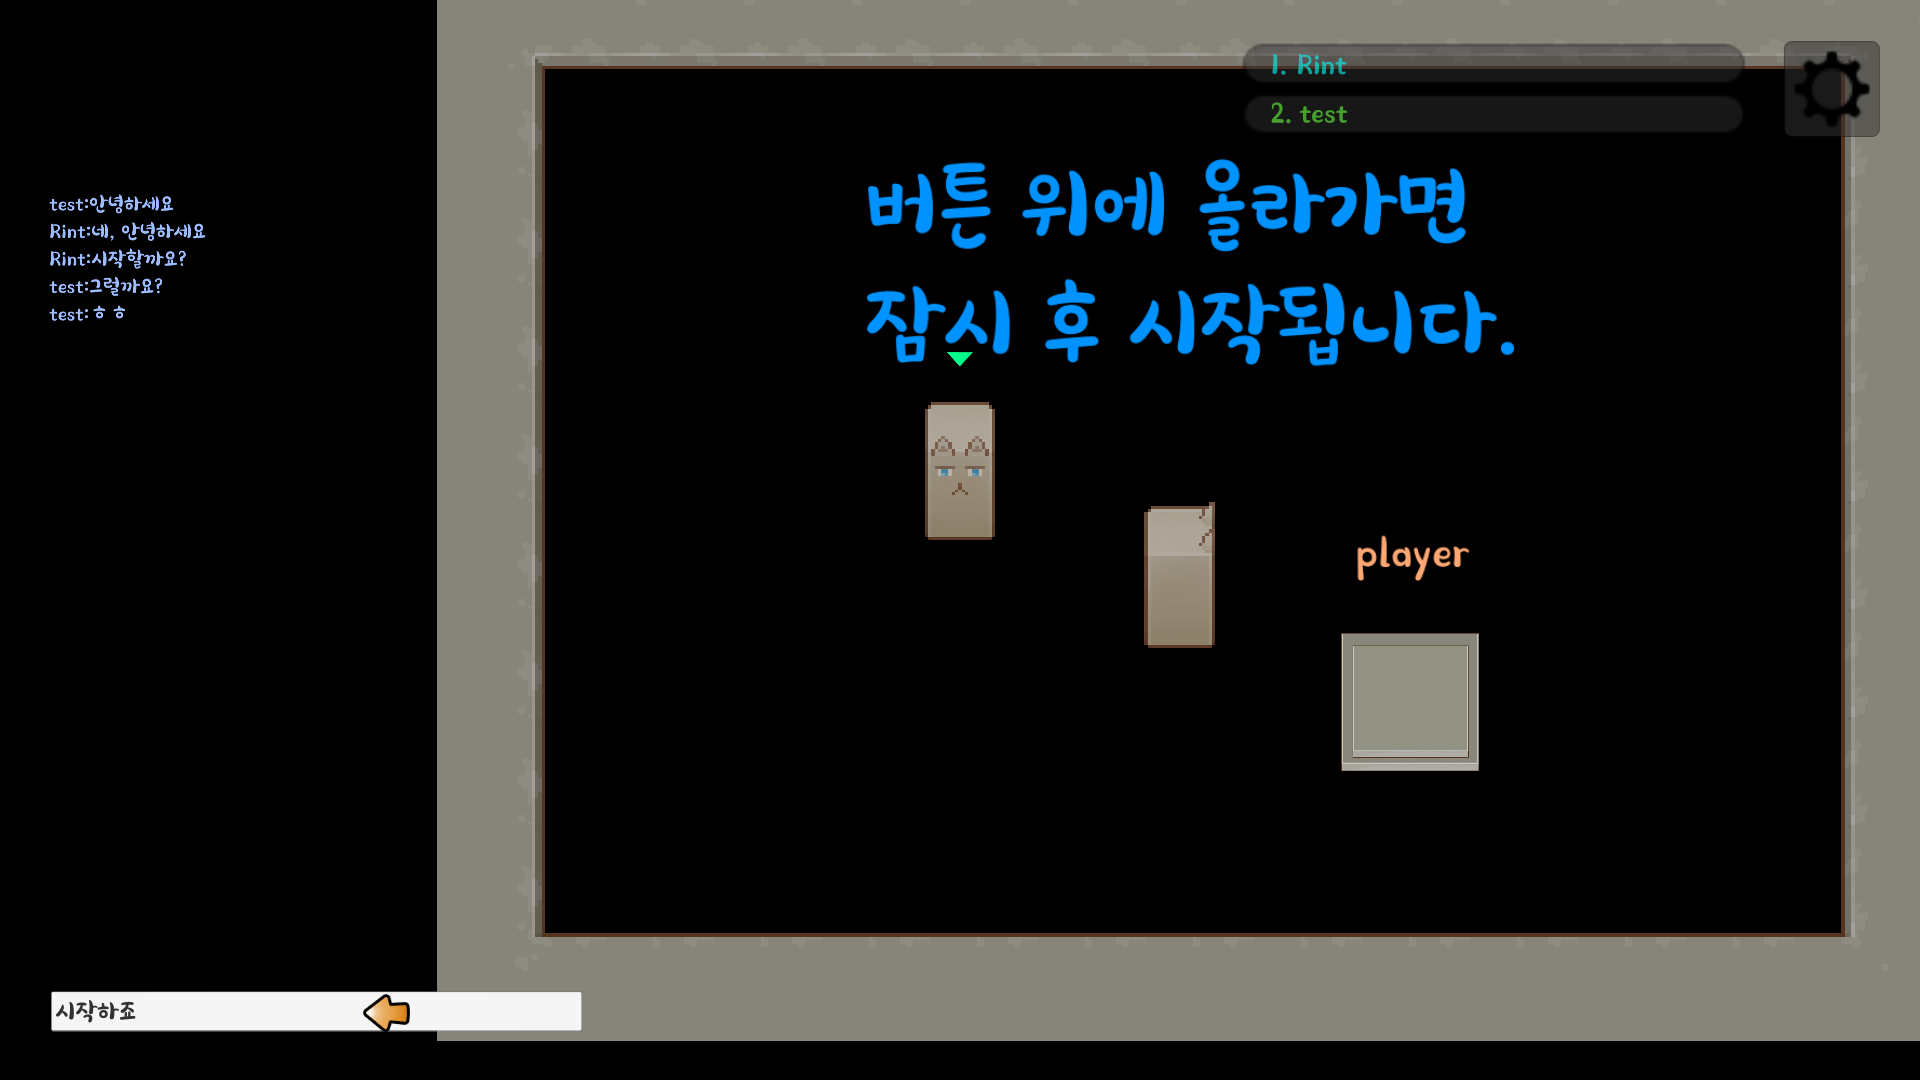 1. Rint
2. test
버튼 위에 올라가면
잠시 후 시작됩니다.
test:안녕하세요
Rint:네, 안녕하세요
Rint:시작할까요?
test:그럴까요?
test:ㅎㅎ
player
시작하죠